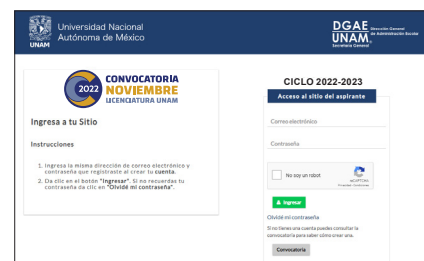 Universidad Nacional
Autónoma de México
UNAM
DGAE
UNAM
Dirección General
de Administración Escolar
Secretaría General
2022
CONVOCATORIA
NOVIEMBRE
LICENCIATURA UNAM
Ingresa a tu Sitio
Instrucciones
1. Ingresa la misma dirección de correo electrónico y
contraseña que registraste al crear tu cuenta.
2. Da clic en el botón "Ingresar". Si no recuerdas tu
contraseña da clic en "Olvidé mi contraseña".
CICLO 2022-2023
Acceso al sitio del aspirante
Correo electrónico
Contraseña
No soy un robot
reCAPTCHA
Ingresar
Olvidé mi contraseña
Si no tienes una cuenta puedes consultar la
convocatoria para saber cómo crear una.
Convocatoria